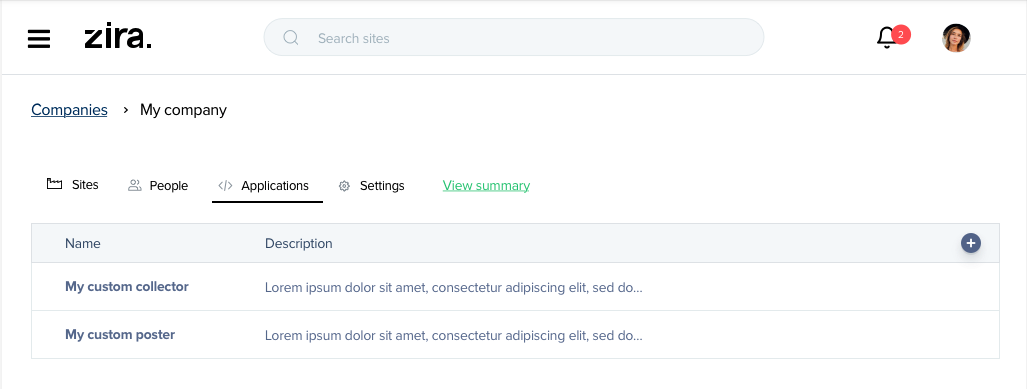 zira.
Search sites
2
Companies > My company
Sites
People
</> Applications
Settings
View summary
Name Description +
My custom collector Lorem ipsum dolor sit amet, consectetur adipiscing elit, sed do...
My custom poster Lorem ipsum dolor sit amet, consectetur adipiscing elit, sed do...